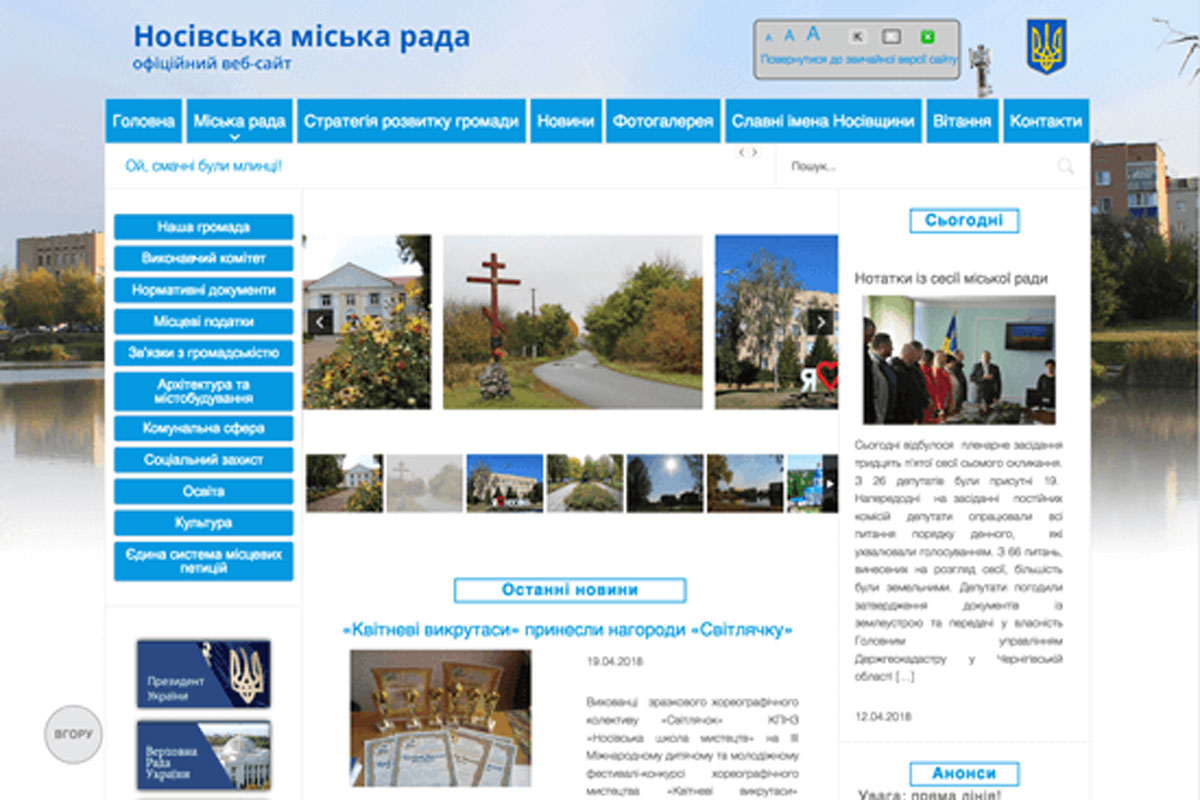 Носівська міська рада
офіційний веб-сайт
А А А К
Повернутися до звичайної версії сайту
Головна Міська рада Стратегія розвитку громади Новини Фотогалерея Славні імена Носівщини Вітання Контакти
Ой, смачні були млинці!
Пошук...
Наша громада
Виконавчий комітет
Нормативні документи
Місцеві податки
Зв'язки з громадськістю
Архітектура та
містобудування
Комунальна сфера
Соціальний захист
Освіта
Культура
Єдина система місцевих
петицій
Президент
України
Верховна
Рада
України
ВГОРУ
Я
Останні новини
«Квітневі викрутаси» принесли нагороди «Світлячку»
19.04.2018
Вихованці зразкового хореографічного
колективу «Світлячок» КПНЗ
«Носівська школа мистецтв» на III
Міжнародному дитячому та молодіжному
фестивалі-конкурсі хореографічного
мистецтва «Квітневі викрутаси»
Сьогодні
Нотатки із сесії міської ради
Сьогодні відбулося пленарне засідання
тридцять п'ятої сесії сьомого скликання.
З 26 депутатів були присутні 19.
Напередодні на засіданні постійних
комісій депутати опрацювали всі
питання порядку денного, які
ухвалювали голосуванням. З 66 питань,
винесених на розгляд сесії, більшість
були земельними. Депутати погодили
затвердження документів із
землеустрою та передачі у власність
Головним управлінням
Держгеокадастру у Чернігівській
області [...]
12.04.2018
Анонси
Увага: пряма лінія!